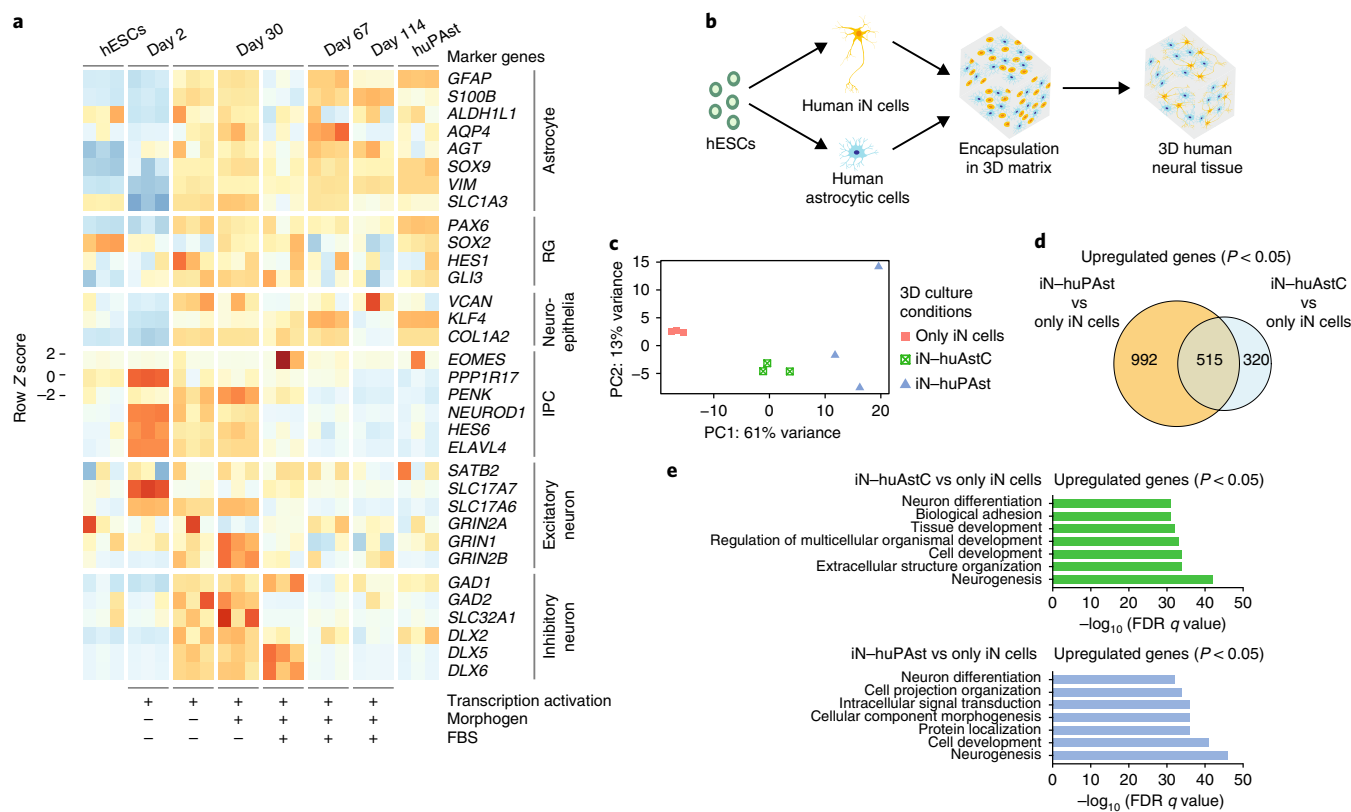 a
hESCs Day 2 Day 30 Day 67 Day 114 huPAst
Marker genes
GFAP
S100B
ALDH1L1
AQP4
AGT
SOX9
VIM
SLC1A3
Astrocyte
PAX6
SOX2
HES1
GLI3
RG
VCAN
KLF4
COL1A2
Neuro-
epithelia
EOMES
PPP1R17
PENK
NEUROD1
HES6
ELAVL4
IPC
SATB2
SLC17A7
SLC17A6
GRIN2A
GRIN1
GRIN2B
Excitatory
neuron
GAD1
GAD2
SLC32A1
DLX2
DLX5
DLX6
Inhibitory
neuron
Row Z score
2
0
−2
+ + + + + + Transcription activation
− − + + + + Morphogen
− − − + + + FBS
b
hESCs
Human iN cells
Human
astrocytic cells
Encapsulation
in 3D matrix
3D human
neural tissue
c
PC2: 13% variance
15
10
5
0
−5
−10 0 10 20
PC1: 61% variance
3D culture
conditions
Only iN cells
iN–huAstC
iN–huPAst
d
Upregulated genes (P < 0.05)
iN–huPAst
vs
only iN cells
iN–huAstC
vs
only iN cells
992 515 320
e
iN–huAstC vs only iN cells Upregulated genes (P < 0.05)
Neuron differentiation
Biological adhesion
Tissue development
Regulation of multicellular organismal development
Cell development
Extracellular structure organization
Neurogenesis
0 10 20 30 40 50
−log10 (FDR q value)
iN–huPAst vs only iN cells Upregulated genes (P < 0.05)
Neuron differentiation
Cell projection organization
Intracellular signal transduction
Cellular component morphogenesis
Protein localization
Cell development
Neurogenesis
0 10 20 30 40 50
−log10 (FDR q value)